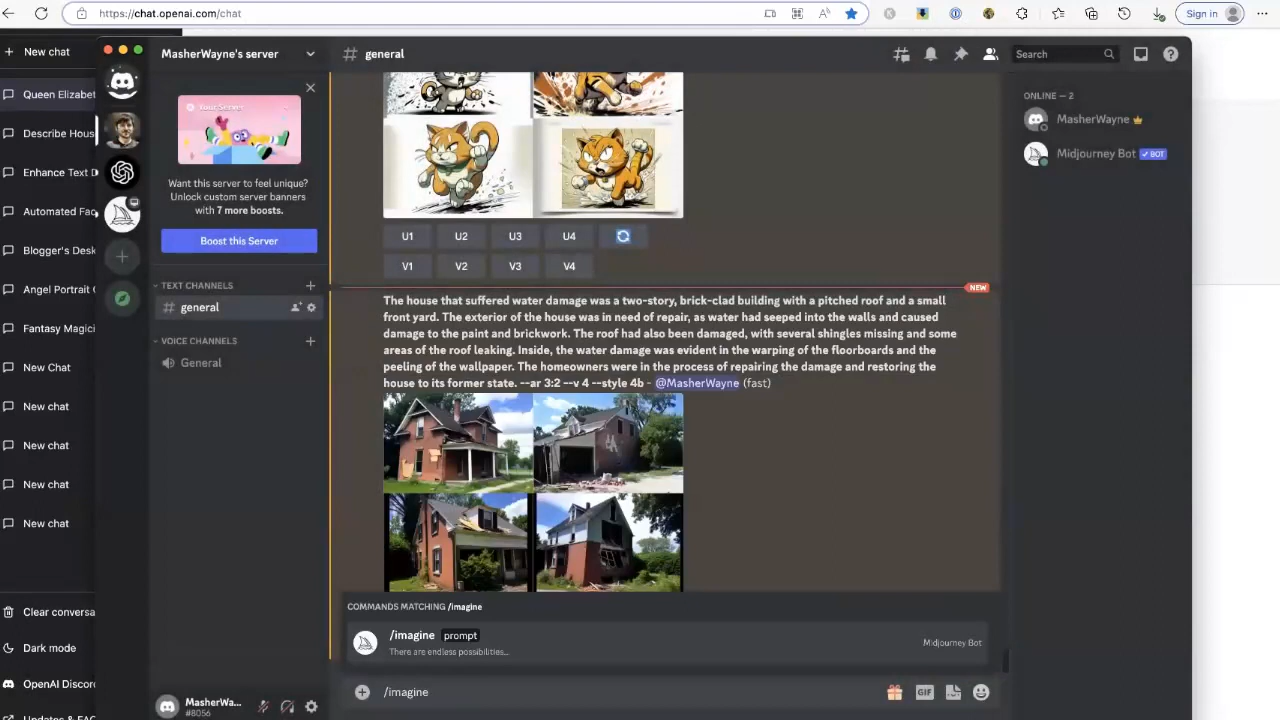 https://chat.openai.com/chat
Sign in
New chat
Queen Elizabet
Describe Hous
Enhance Text D
Automated Fac
Blogger's Desk
Angel Portrait
Fantasy Magici
New Chat
New chat
New chat
New chat
New chat
Clear conversa
Dark mode
OpenAI Discor
Updates & FAQ
MasherWayne's server
Your Server
Want this server to feel unique?
Unlock custom server banners
with 7 more boosts.
Boost this Server
TEXT CHANNELS
general
VOICE CHANNELS
General
MasherWa...
#8056
# general
Search
U1 U2 U3 U4
V1 V2 V3 V4
NEW
The house that suffered water damage was a two-story, brick-clad building with a pitched roof and a small
front yard. The exterior of the house was in need of repair, as water had seeped into the walls and caused
damage to the paint and brickwork. The roof had also been damaged, with several shingles missing and some
areas of the roof leaking. Inside, the water damage was evident in the warping of the floorboards and the
peeling of the wallpaper. The homeowners were in the process of repairing the damage and restoring the
house to its former state. --ar 3:2 --v 4 --style 4b - @MasherWayne (fast)
COMMANDS MATCHING /imagine
/imagine prompt
There are endless possibilities...
Midjourney Bot
/imagine
GIF
ONLINE — 2
MasherWayne
Midjourney Bot ✓ BOT